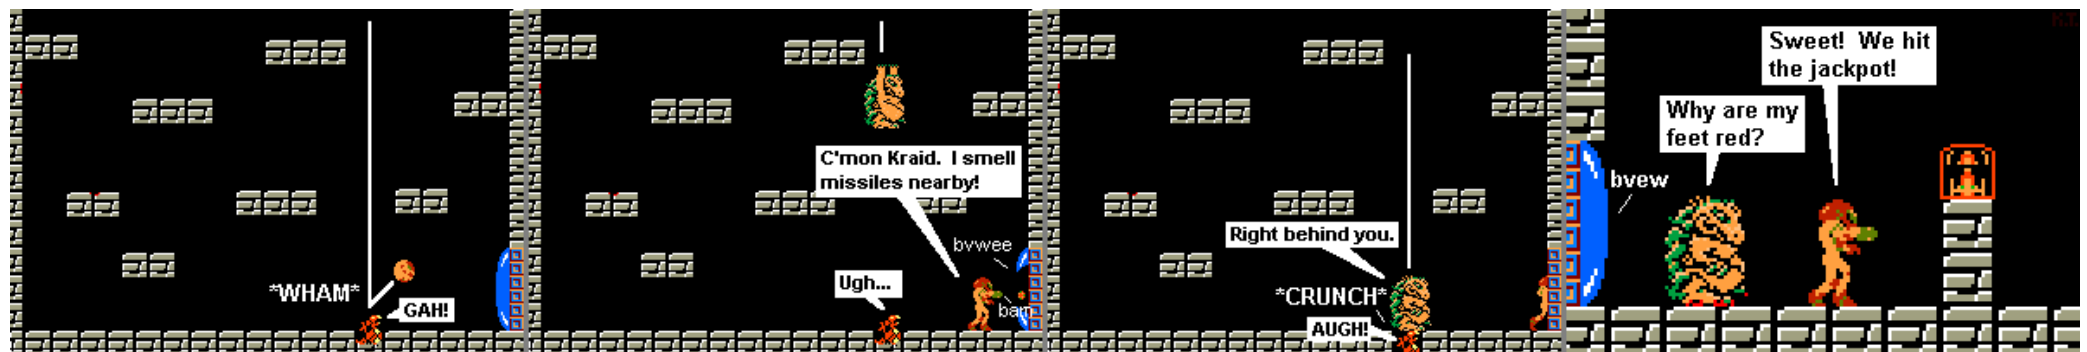 *WHAM*
GAH!
C'mon Kraid.  I smell
missiles nearby!
bvwee
Ugh...
bam
Right behind you.
*CRUNCH*
AUGH!
Sweet!  We hit
the jackpot!
Why are my
feet red?
bvew